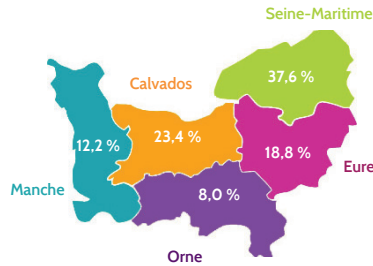 Seine-Maritime
37,6 %
Calvados
23,4 %
12,2 %
18,8 %
Eure
Manche
8,0 %
Orne